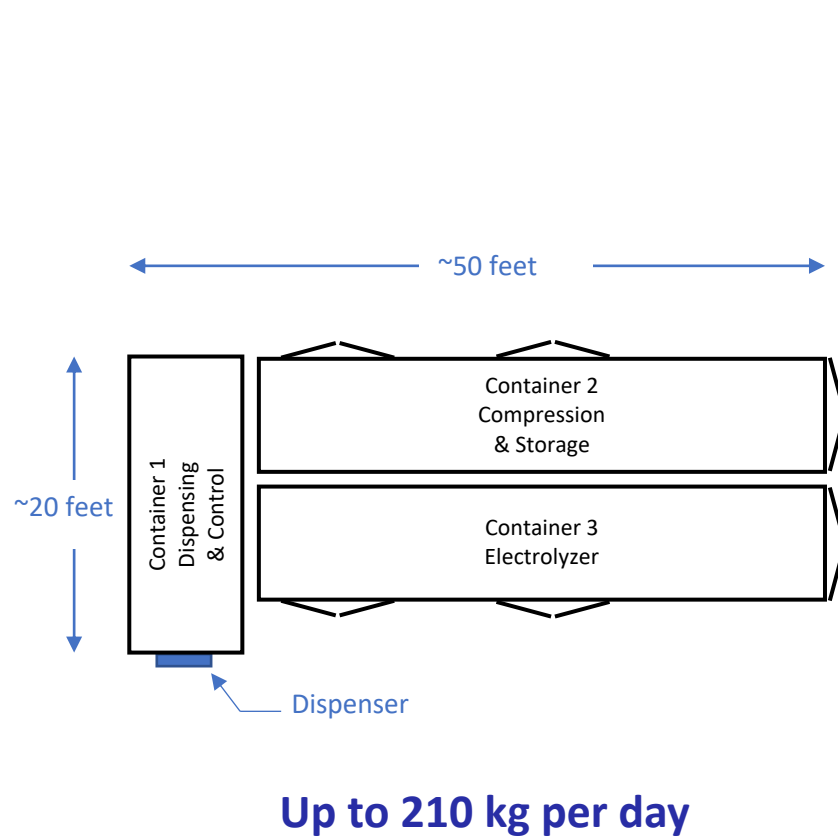 ~50 feet
Container 2
Compression
& Storage
~20 feet
Container 1
Dispensing
& Control
Container 3
Electrolyzer
Dispenser
Up to 210 kg per day